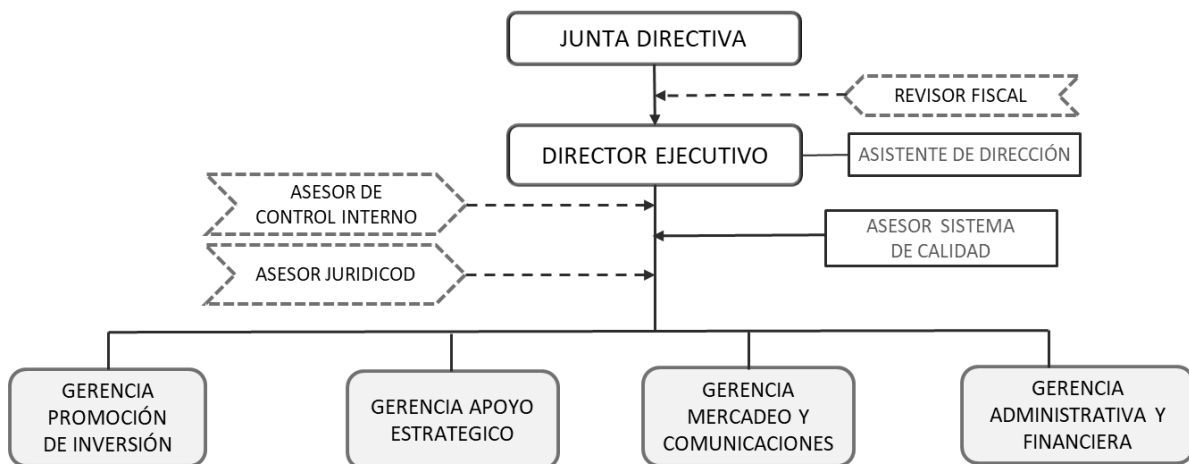 JUNTA DIRECTIVA
REVISOR FISCAL
DIRECTOR EJECUTIVO
ASISTENTE DE DIRECCIÓN
ASESOR DE
CONTROL INTERNO
ASESOR SISTEMA
DE CALIDAD
ASESOR JURIDICOD
GERENCIA
PROMOCIÓN
DE INVERSIÓN
GERENCIA APOYO
ESTRATEGICO
GERENCIA
MERCADEO Y
COMUNICACIONES
GERENCIA
ADMINISTRATIVA Y
FINANCIERA